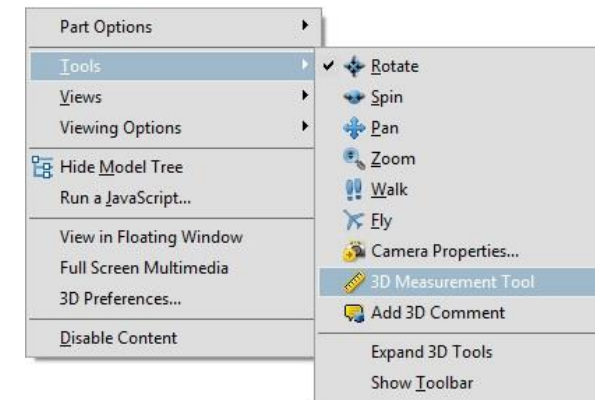 Part Options
Tools
Views
Viewing Options
Hide Model Tree
Run a JavaScript...
View in Floating Window
Full Screen Multimedia
3D Preferences...
Disable Content
Rotate
Spin
Pan
Zoom
Walk
Fly
Camera Properties...
3D Measurement Tool
Add 3D Comment
Expand 3D Tools
Show Toolbar